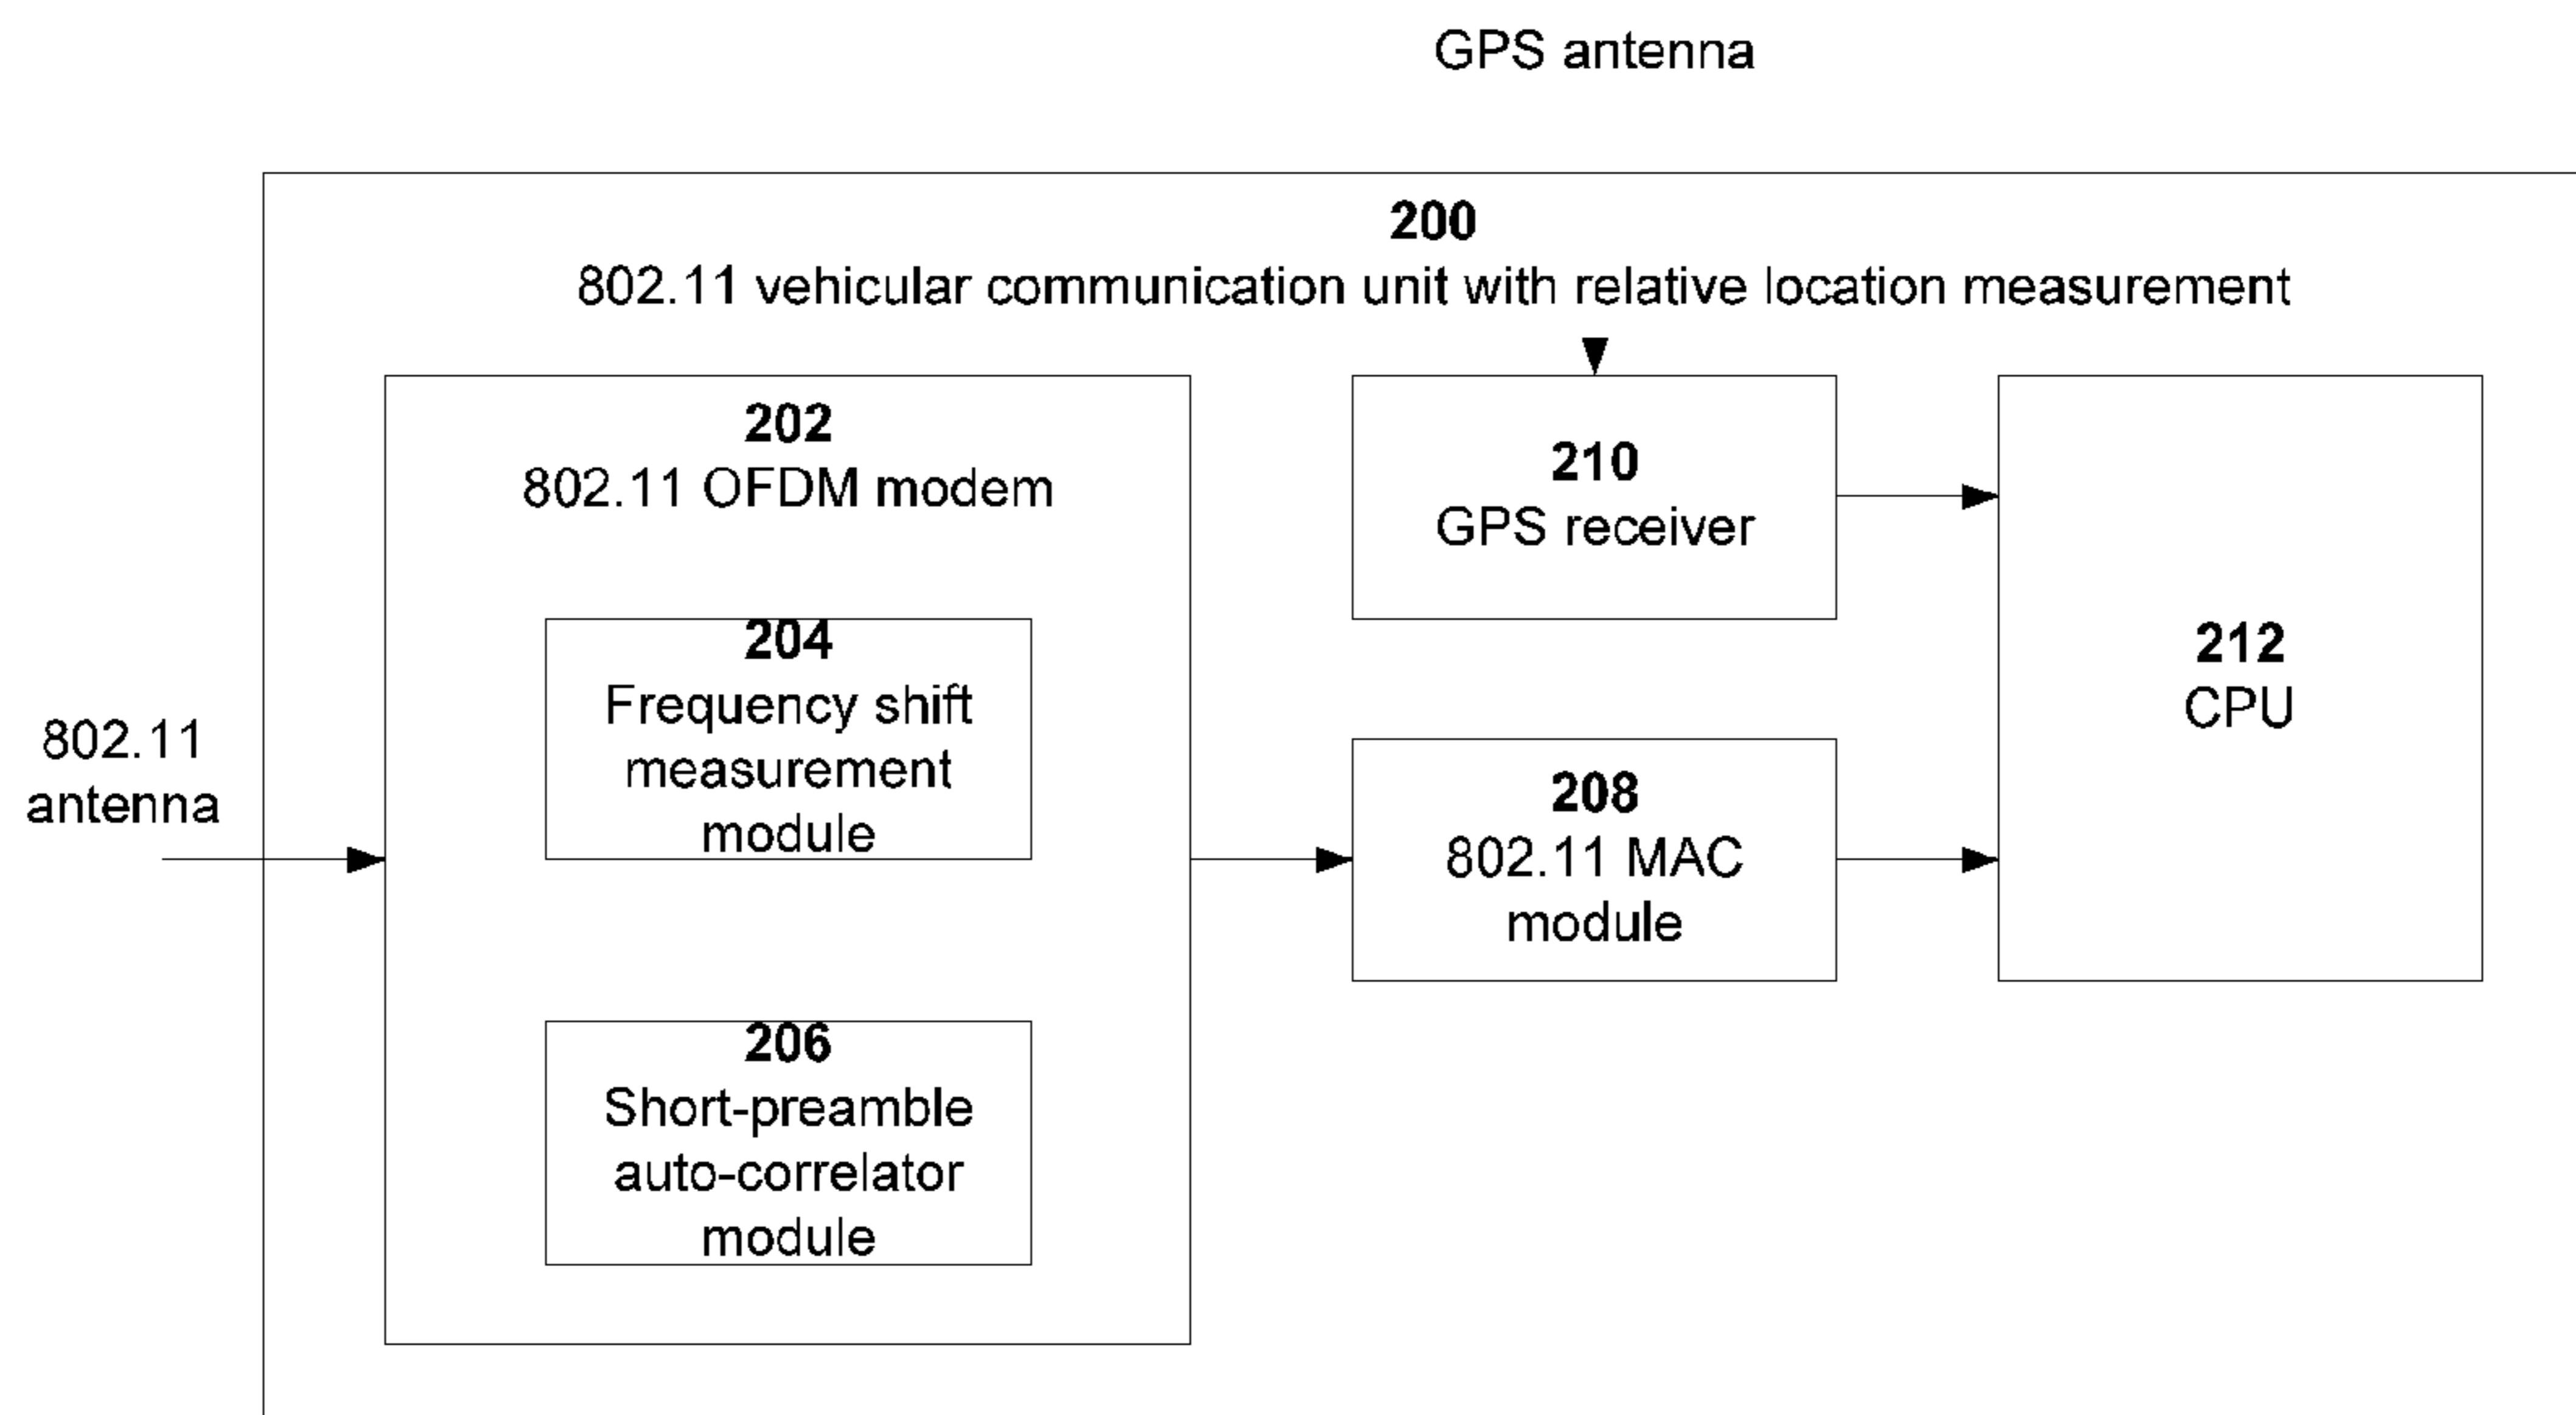 GPS antenna
200
802.11 vehicular communication unit with relative location measurement
202
802.11 OFDM modem
204
Frequency shift
measurement
module
206
Short-preamble
auto-correlator
module
802.11
antenna
210
GPS receiver
208
802.11 MAC
module
212
CPU